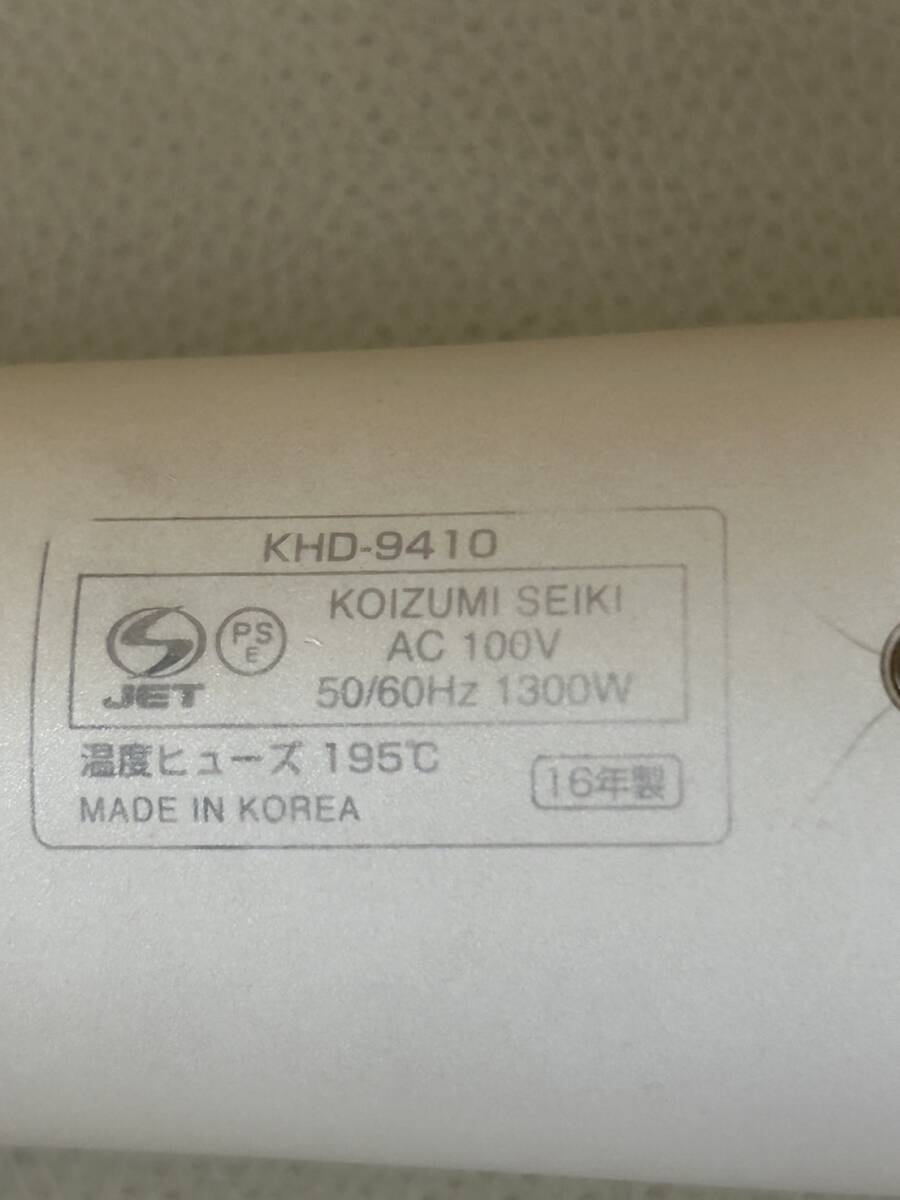 KHD-9410
KOIZUMI SEIKI
JET
PS
E
AC 100V
50/60Hz 1300W
温度ヒューズ 195℃
16年製
MADE IN KOREA